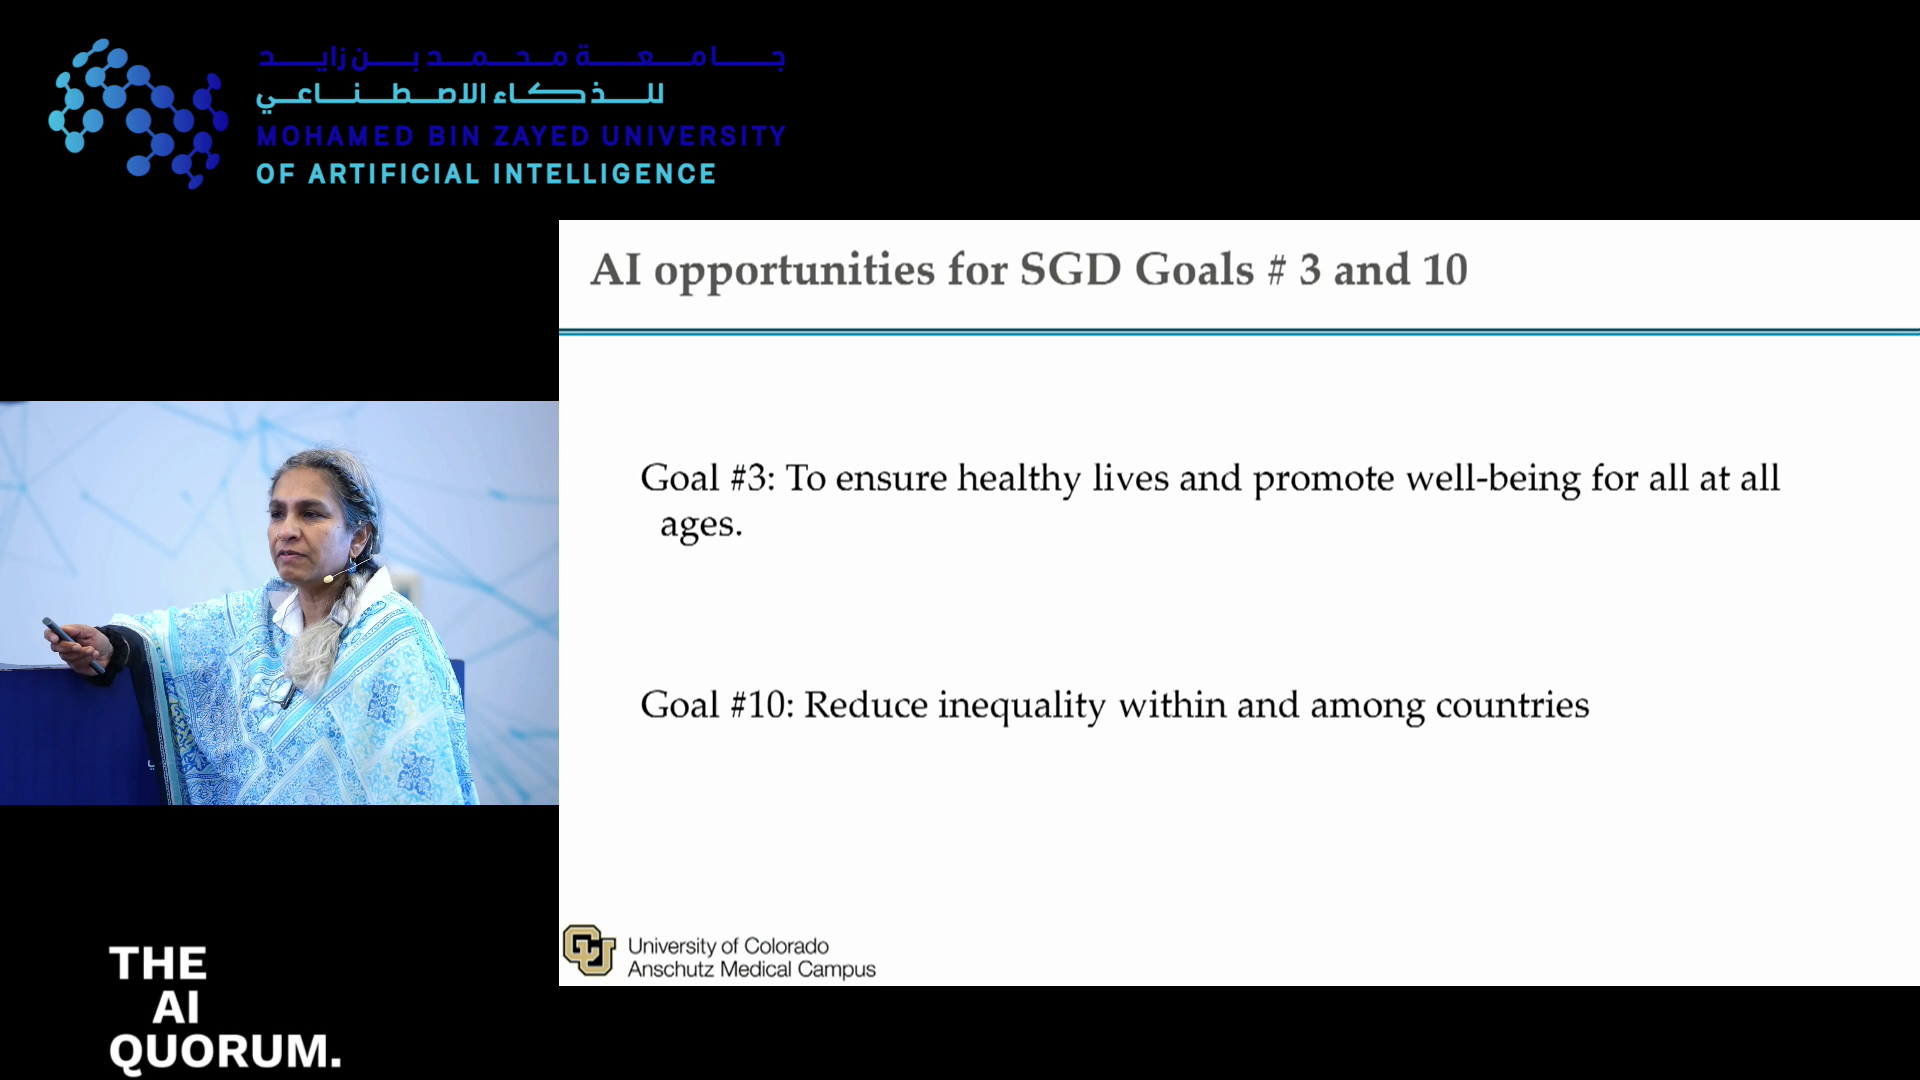 جامعة محمد بن زايد
للذكاء الاصطناعي
MOHAMED BIN ZAYED UNIVERSITY
OF ARTIFICIAL INTELLIGENCE
AI opportunities for SGD Goals # 3 and 10
Goal #3: To ensure healthy lives and promote well-being for all at all
ages.
Goal #10: Reduce inequality within and among countries
CU
University of Colorado
Anschutz Medical Campus
THE
AI
QUORUM.